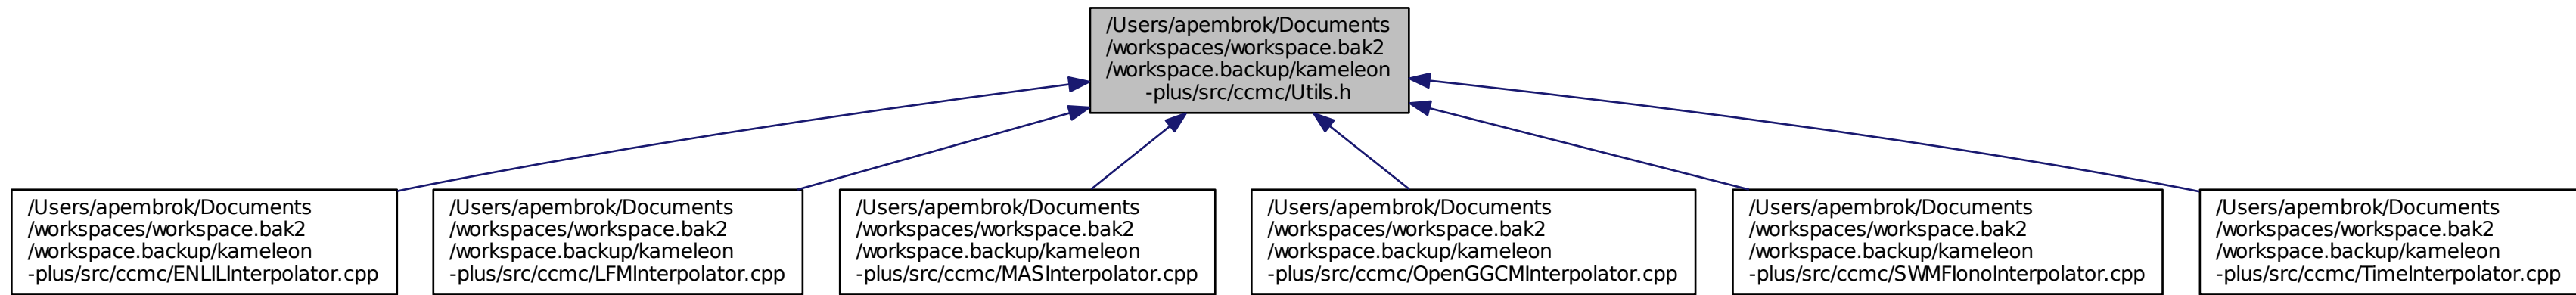 /Users/apembrok/Documents
/workspaces/workspace.bak2
/workspace.backup/kameleon
-plus/src/ccmc/Utils.h
/Users/apembrok/Documents
/workspaces/workspace.bak2
/workspace.backup/kameleon
-plus/src/ccmc/ENLILInterpolator.cpp
/Users/apembrok/Documents
/workspaces/workspace.bak2
/workspace.backup/kameleon
-plus/src/ccmc/LFMInterpolator.cpp
/Users/apembrok/Documents
/workspaces/workspace.bak2
/workspace.backup/kameleon
-plus/src/ccmc/MASInterpolator.cpp
/Users/apembrok/Documents
/workspaces/workspace.bak2
/workspace.backup/kameleon
-plus/src/ccmc/OpenGGCMInterpolator.cpp
/Users/apembrok/Documents
/workspaces/workspace.bak2
/workspace.backup/kameleon
-plus/src/ccmc/SWMFIonoInterpolator.cpp
/Users/apembrok/Documents
/workspaces/workspace.bak2
/workspace.backup/kameleon
-plus/src/ccmc/TimeInterpolator.cpp